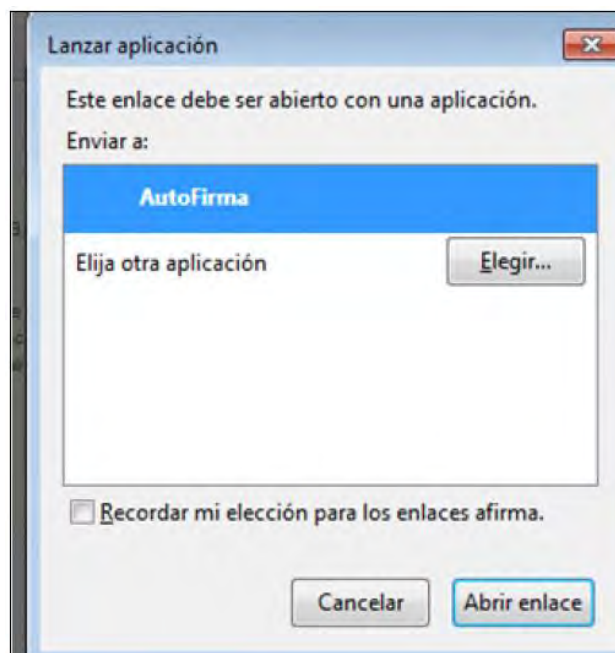 Lanzar aplicación
Este enlace debe ser abierto con una aplicación.
Enviar a:
AutoFirma
Elija otra aplicación
Elegir...
Recordar mi elección para los enlaces afirma.
Cancelar
Abrir enlace